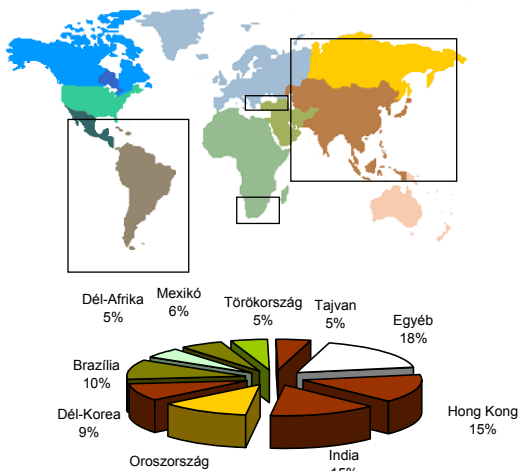 Dél-Afrika
5%
Mexikó
6%
Törökország
5%
Tajvan
5%
Egyéb
18%
Brazília
10%
Dél-Korea
9%
Hong Kong
15%
Oroszország
India
15%